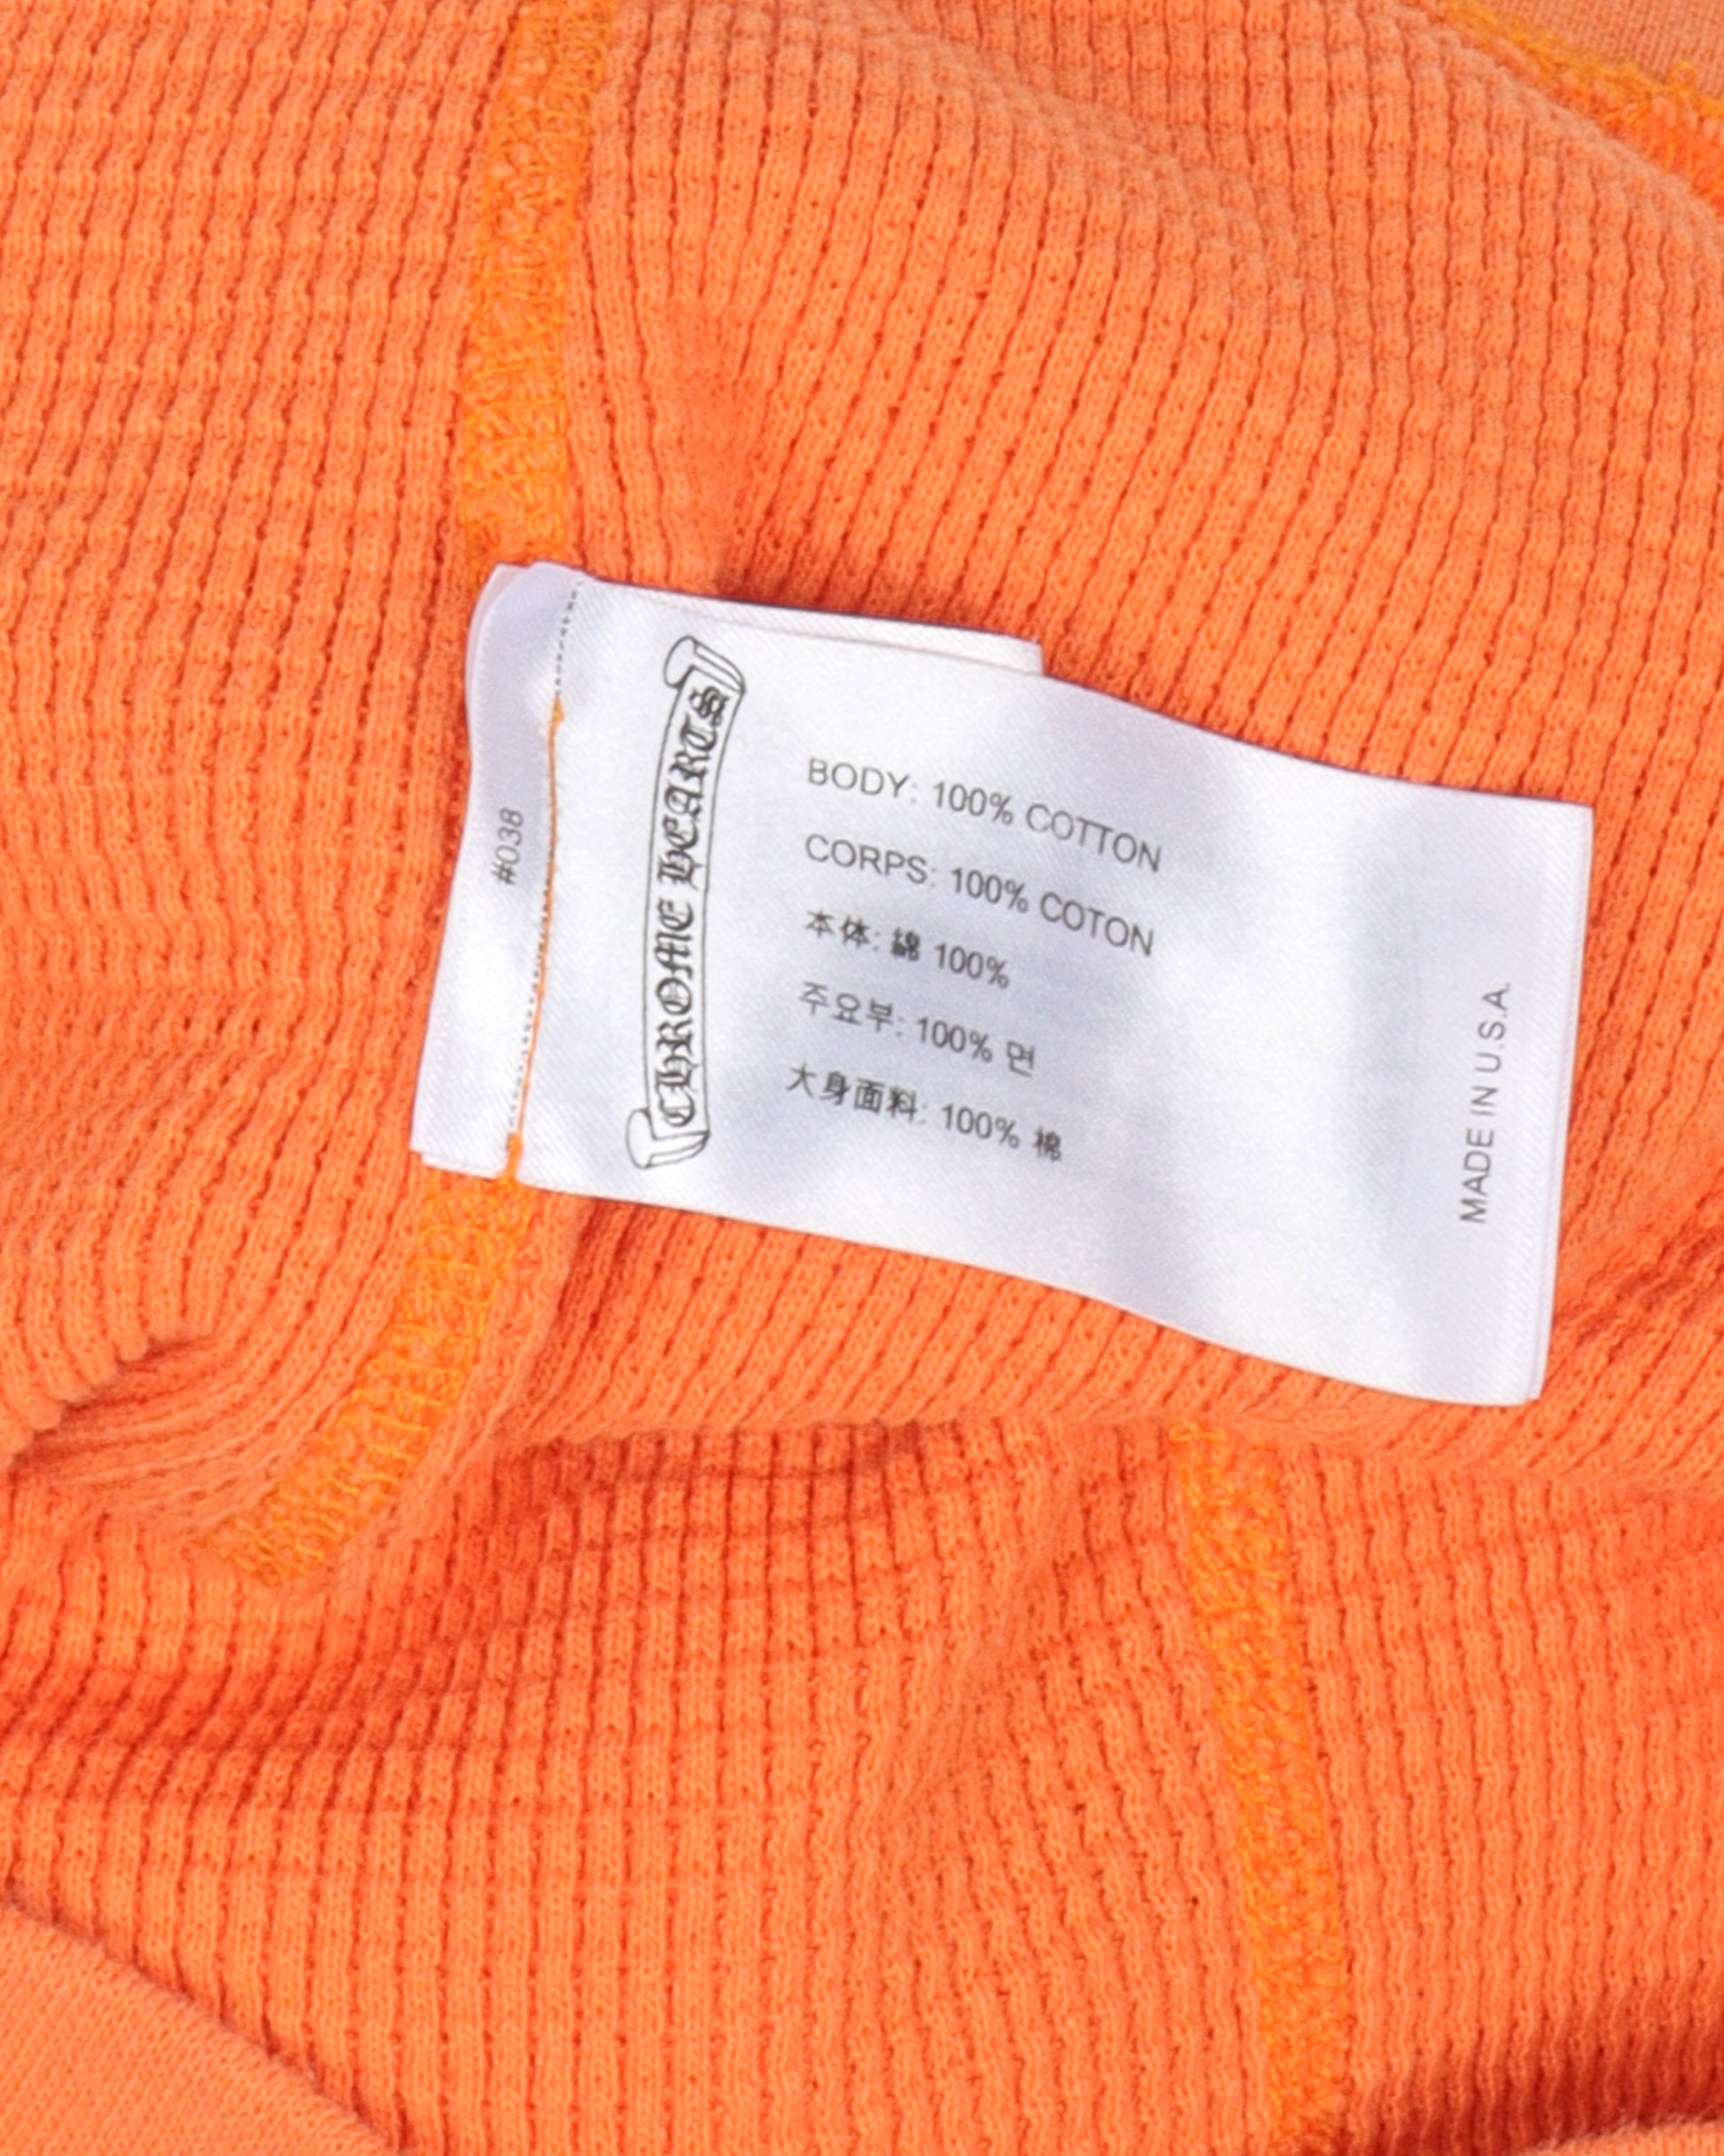 #038
CHROME HEARTS
BODY: 100% COTTON
CORPS: 100% COTON
本体: 綿 100%
주요부: 100% 면
大身面料: 100% 棉
MADE IN U.S.A.